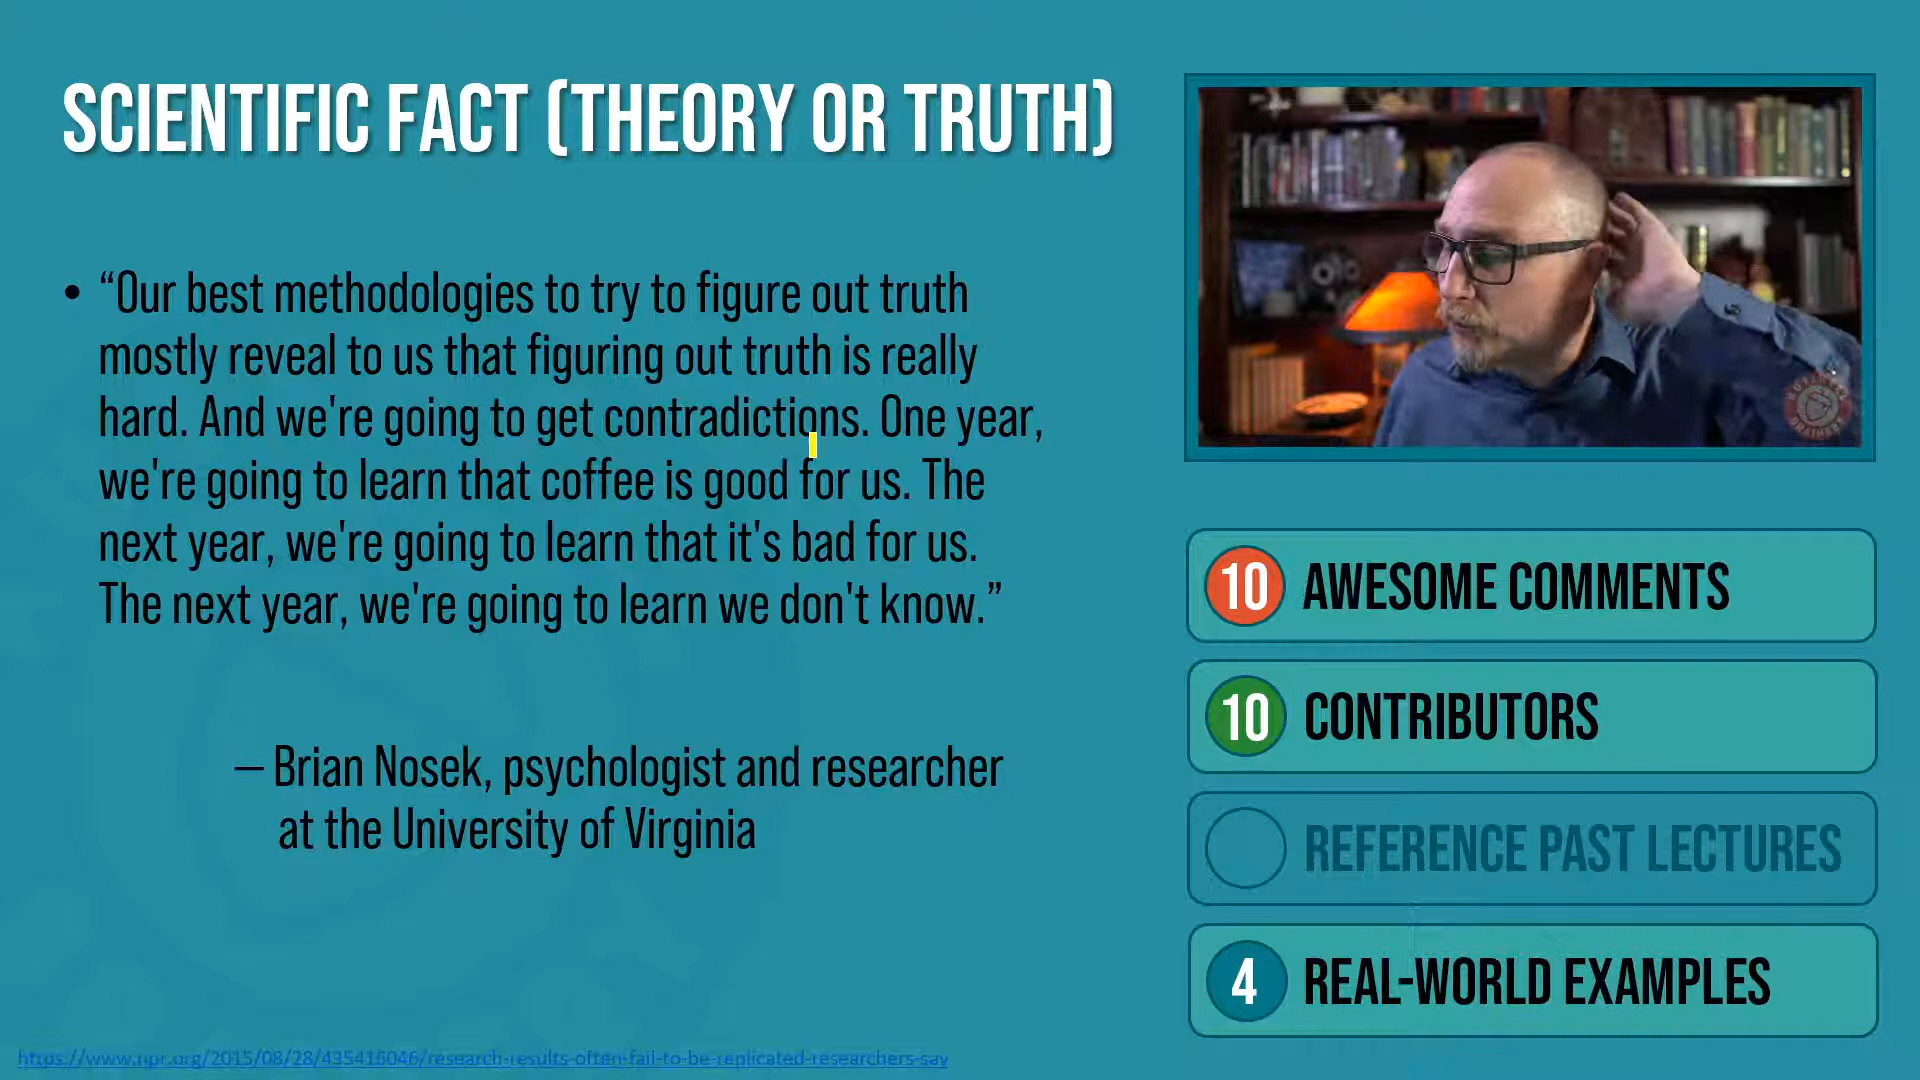 SCIENTIFIC FACT (THEORY OR TRUTH)
• “Our best methodologies to try to figure out truth
mostly reveal to us that figuring out truth is really
hard. And we're going to get contradictions. One year,
we're going to learn that coffee is good for us. The
next year, we're going to learn that it's bad for us.
The next year, we're going to learn we don't know.”
– Brian Nosek, psychologist and researcher
at the University of Virginia
https://www.npr.org/2015/08/28/435416046/research-results-often-fail-to-be-replicated-researchers-say
10 AWESOME COMMENTS
10 CONTRIBUTORS
REFERENCE PAST LECTURES
4 REAL-WORLD EXAMPLES